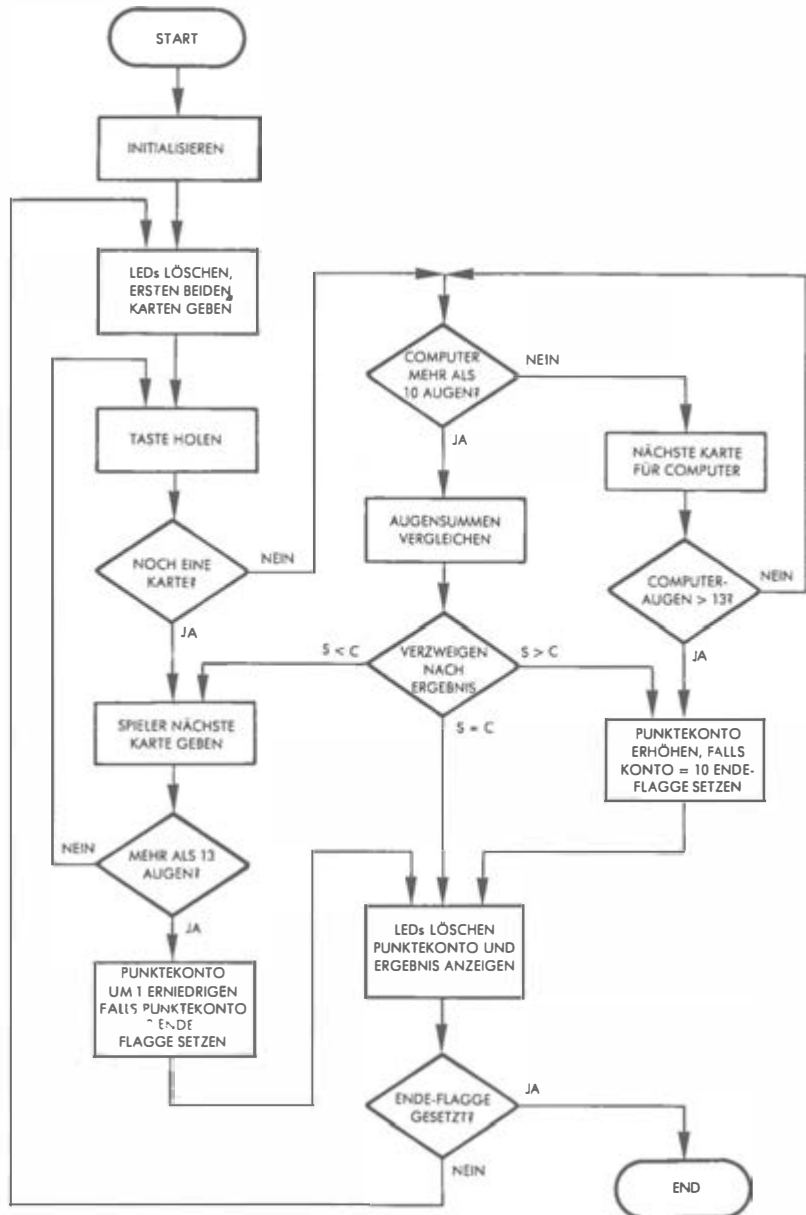 START
INITIALISIEREN
LEDs LÖSCHEN,
ERSTEN BEIDEN
KARTEN GEBEN
TASTE HOLEN
NOCH EINE
KARTE?
NEIN
JA
SPIELER NÄCHSTE
KARTE GEBEN
NEIN
MEHR ALS 13
AUGEN?
JA
PUNKTEKONTO
UM 1 ERNIEDRIGEN
FALLS PUNKTEKONTO
ENDE
FLAGGE SETZEN
COMPUTER
MEHR ALS
10 AUGEN?
NEIN
JA
NÄCHSTE KARTE
FÜR COMPUTER
AUGENSUMMEN
VERGLEICHEN
COMPUTER-
AUGEN > 13?
NEIN
JA
S < C
VERZWEIGEN
NACH
ERGEBNIS
S > C
S = C
PUNKTEKONTO
ERHÖHEN, FALLS
KONTO = 10 ENDE-
FLAGGE SETZEN
LEDs LÖSCHEN
PUNKTEKONTO UND
ERGEBNIS ANZEIGEN
ENDE-FLAGGE
GESETZT?
JA
NEIN
END